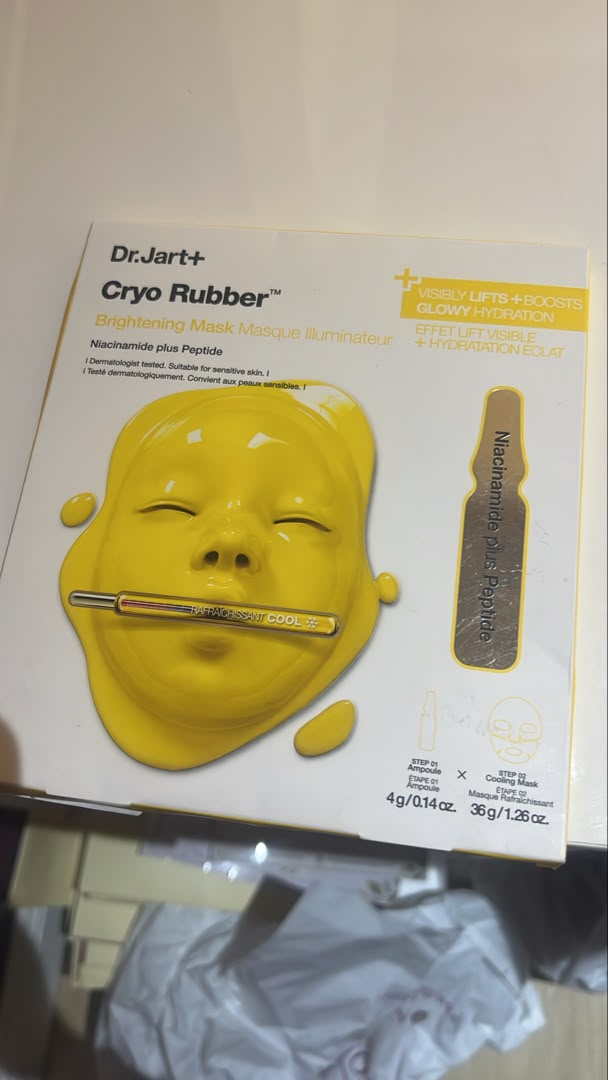 Dr.Jart+
Cryo Rubber™
Brightening Mask Masque Illuminateur
Niacinamide plus Peptide
I Dermatologist tested. Suitable for sensitive skin. I
I Testé dermatologiquement. Convient aux peaux sensibles. I
VISIBLY LIFTS + BOOSTS
GLOWY HYDRATION
EFFET LIFT VISIBLE
+ HYDRATATION ÉCLAT
Niacinamide plus Peptide
RAFRAÎCHISSANT COOL
STEP 01
Ampoule
ÉTAPE 01
Ampoule
4g/0.14oz.
X
STEP 02
Cooling Mask
ÉTAPE 02
Masque Rafraîchissant
36g/1.26oz.